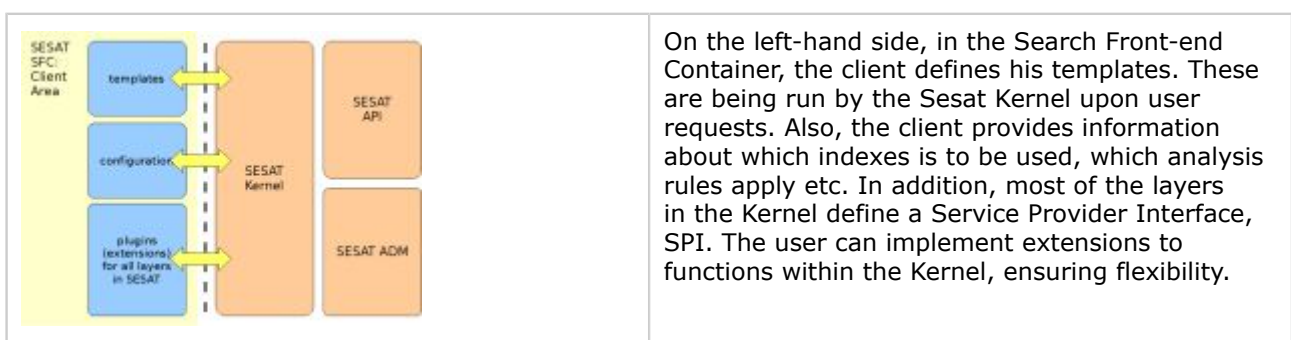 SESAT
SFC:
Client
Area
templates
configuration
plugins
(extensions)
for all layers
in SESAT
SESAT
Kernel
SESAT
API
SESAT ADM
On the left-hand side, in the Search Front-end
Container, the client defines his templates. These
are being run by the Sesat Kernel upon user
requests. Also, the client provides information
about which indexes is to be used, which analysis
rules apply etc. In addition, most of the layers
in the Kernel define a Service Provider Interface,
SPI. The user can implement extensions to
functions within the Kernel, ensuring flexibility.